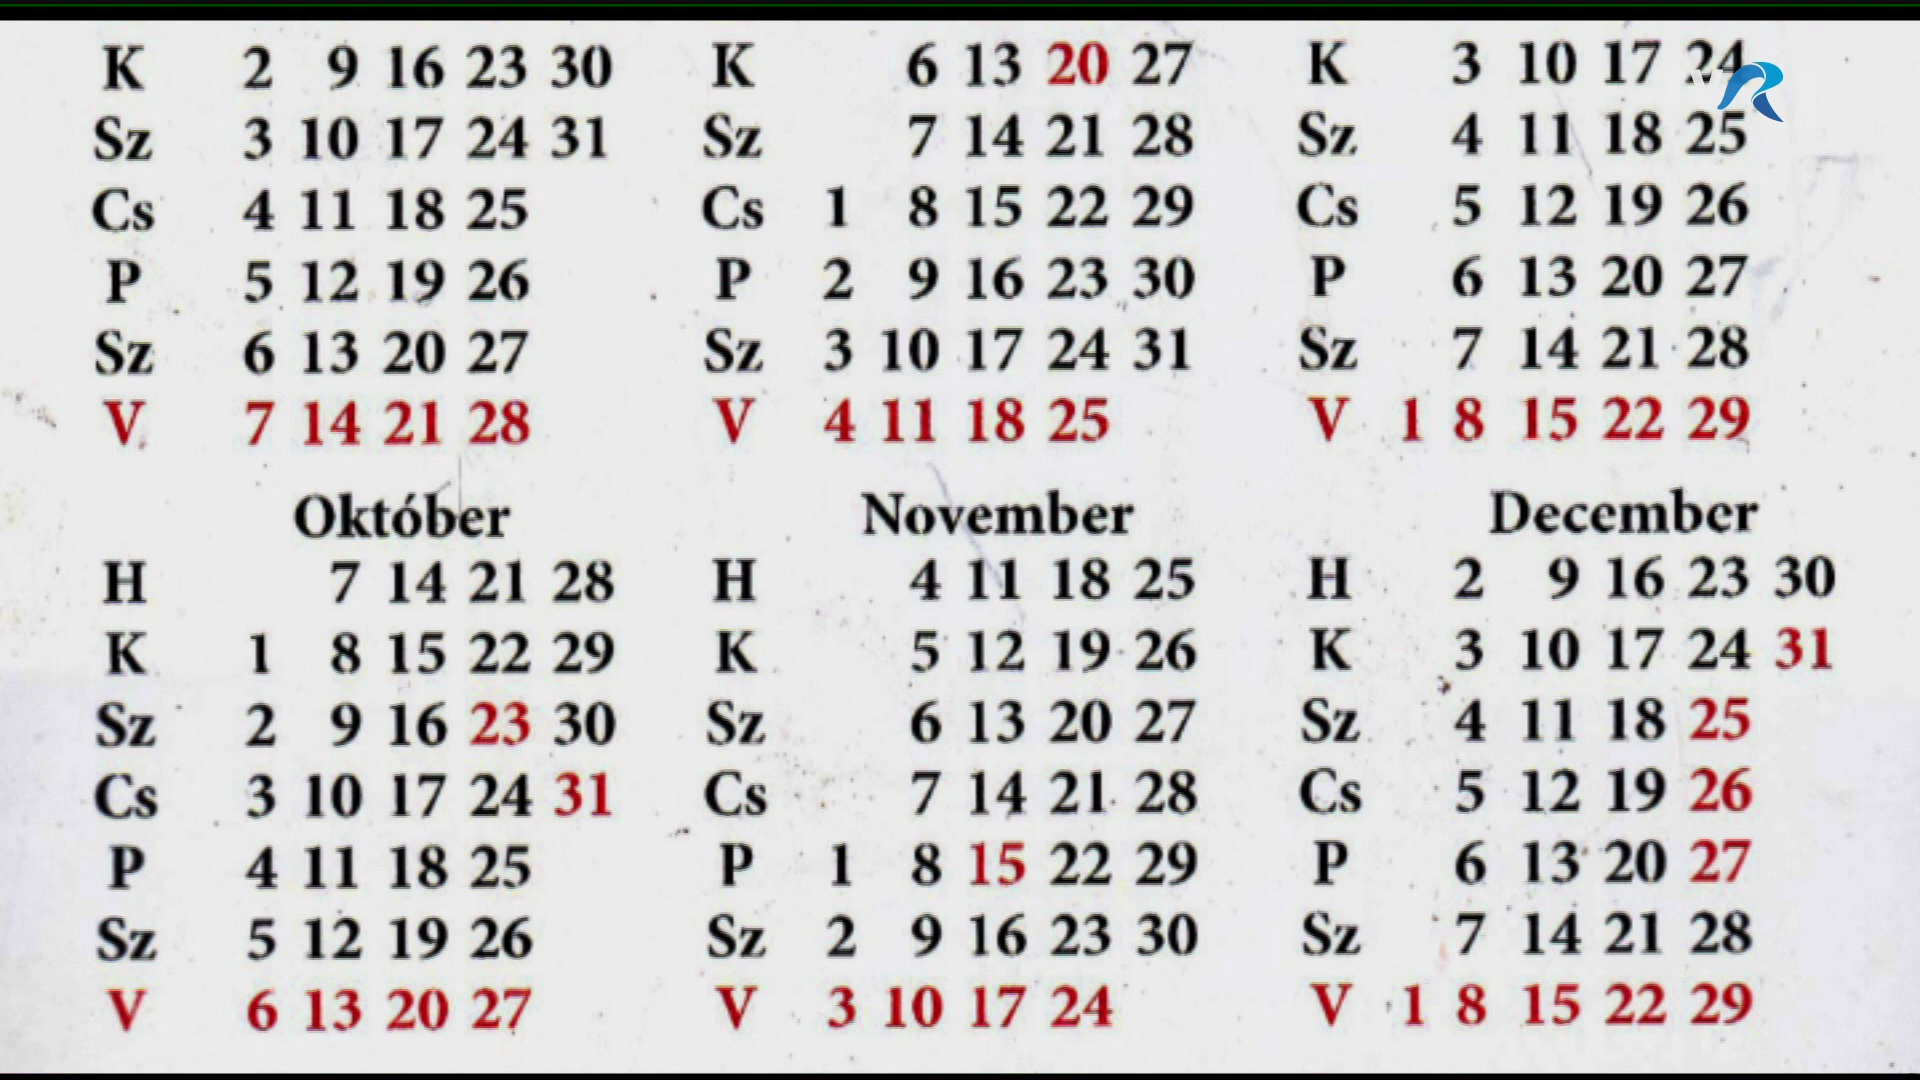 K 2 9 16 23 30
Sz 3 10 17 24 31
Cs 4 11 18 25
P 5 12 19 26
Sz 6 13 20 27
V 7 14 21 28
K 6 13 20 27
Sz 7 14 21 28
Cs 1 8 15 22 29
P 2 9 16 23 30
Sz 3 10 17 24 31
V 4 11 18 25
K 3 10 17 24
Sz 4 11 18 25
Cs 5 12 19 26
P 6 13 20 27
Sz 7 14 21 28
V 1 8 15 22 29
Október
H 7 14 21 28
K 1 8 15 22 29
Sz 2 9 16 23 30
Cs 3 10 17 24 31
P 4 11 18 25
Sz 5 12 19 26
V 6 13 20 27
November
H 4 11 18 25
K 5 12 19 26
Sz 6 13 20 27
Cs 7 14 21 28
P 1 8 15 22 29
Sz 2 9 16 23 30
V 3 10 17 24
December
H 2 9 16 23 30
K 3 10 17 24 31
Sz 4 11 18 25
Cs 5 12 19 26
P 6 13 20 27
Sz 7 14 21 28
V 1 8 15 22 29